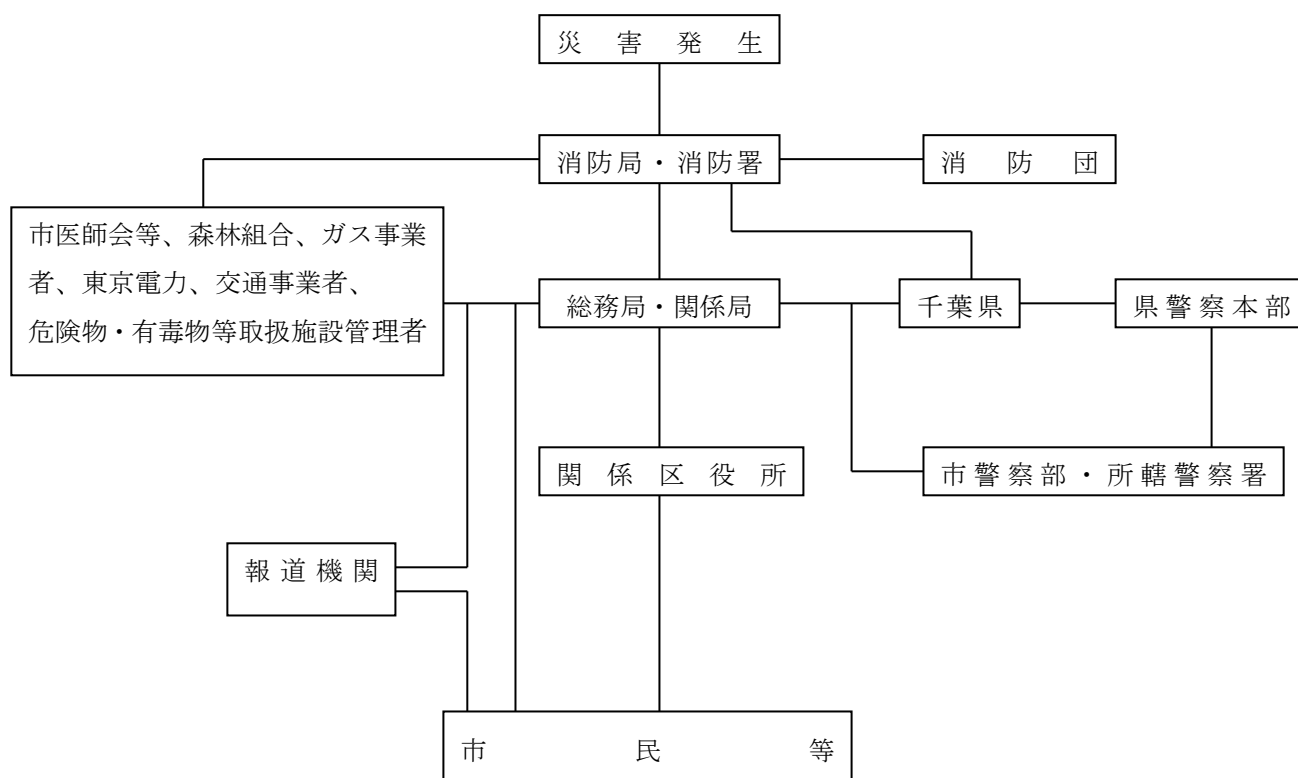 災害発生
消防局・消防署
消防団
市医師会等、森林組合、ガス事業
者、東京電力、交通事業者、
危険物・有毒物等取扱施設管理者
総務局・関係局
千葉県
県警察本部
関係区役所
市警察部・所轄警察署
報道機関
市民等